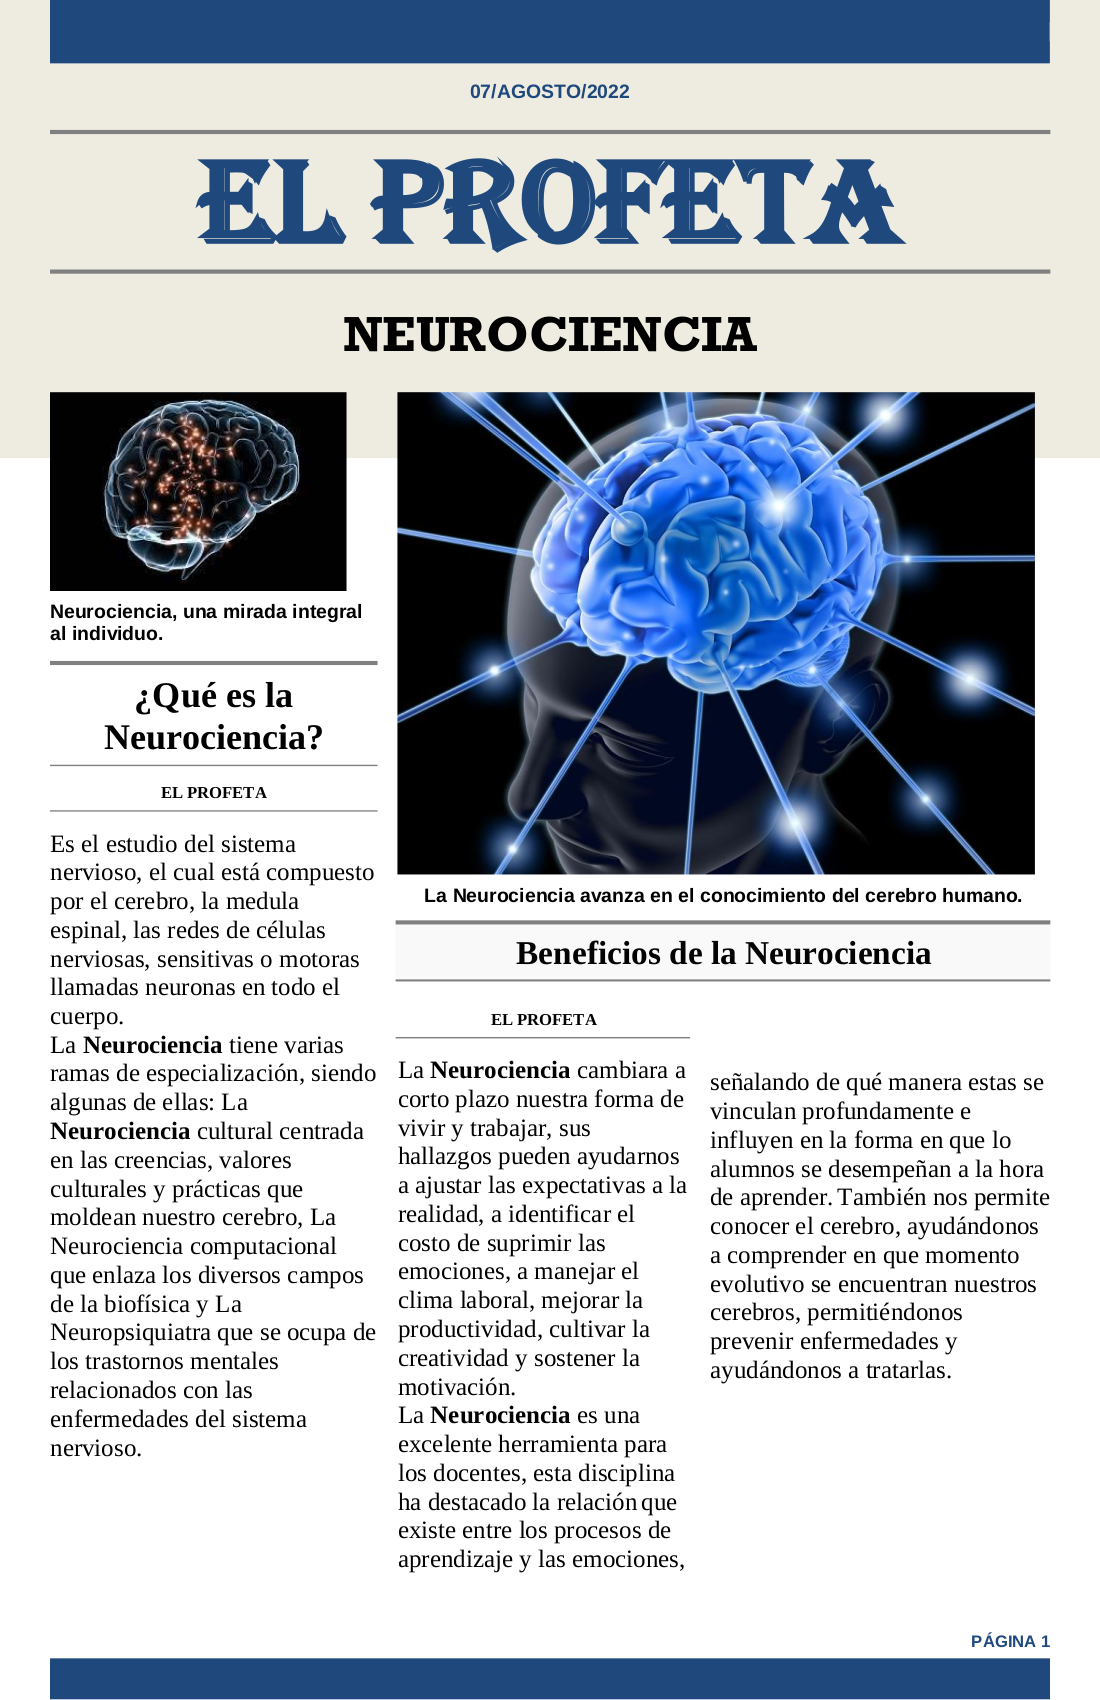 07/AGOSTO/2022
EL PROFETA
NEUROCIENCIA
Neurociencia, una mirada integral
al individuo.
¿Qué es la
Neurociencia?
EL PROFETA
Es el estudio del sistema
nervioso, el cual está compuesto
por el cerebro, la medula
espinal, las redes de células
nerviosas, sensitivas o motoras
llamadas neuronas en todo el
cuerpo.
La Neurociencia tiene varias
ramas de especialización, siendo
algunas de ellas: La
Neurociencia cultural centrada
en las creencias, valores
culturales y prácticas que
moldean nuestro cerebro, La
Neurociencia computacional
que enlaza los diversos campos
de la biofísica y La
Neuropsiquiatra que se ocupa de
los trastornos mentales
relacionados con las
enfermedades del sistema
nervioso.
La Neurociencia avanza en el conocimiento del cerebro humano.
Beneficios de la Neurociencia
EL PROFETA
La Neurociencia cambiara a
corto plazo nuestra forma de
vivir y trabajar, sus
hallazgos pueden ayudarnos
a ajustar las expectativas a la
realidad, a identificar el
costo de suprimir las
emociones, a manejar el
clima laboral, mejorar la
productividad, cultivar la
creatividad y sostener la
motivación.
La Neurociencia es una
excelente herramienta para
los docentes, esta disciplina
ha destacado la relación que
existe entre los procesos de
aprendizaje y las emociones,
señalando de qué manera estas se
vinculan profundamente e
influyen en la forma en que lo
alumnos se desempeñan a la hora
de aprender. También nos permite
conocer el cerebro, ayudándonos
a comprender en que momento
evolutivo se encuentran nuestros
cerebros, permitiéndonos
prevenir enfermedades y
ayudándonos a tratarlas.
PÁGINA 1